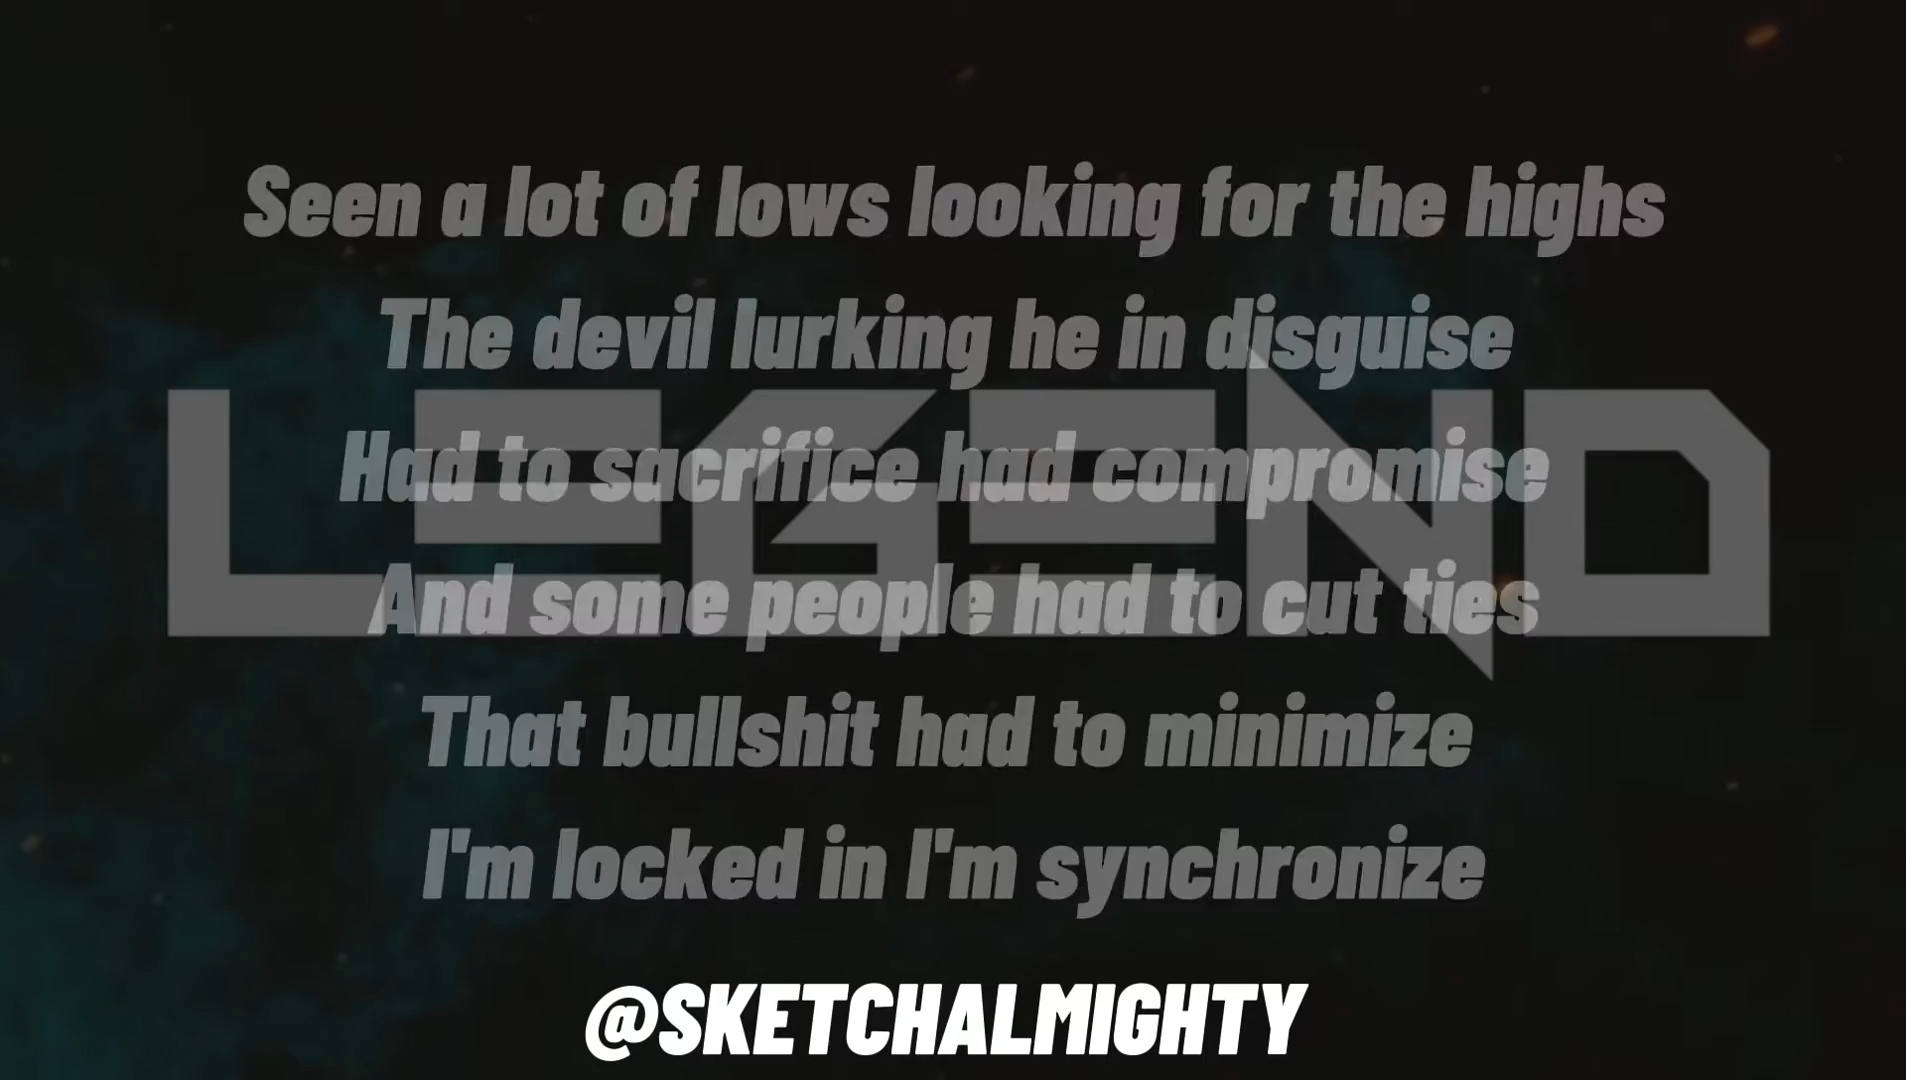 Seen a lot of lows looking for the highs
The devil lurking he in disguise
LEGEND
Had to sacrifice had compromise
And some people had to cut ties
That bullshit had to minimize
I'm locked in I'm synchronize
@SKETCHALMIGHTY